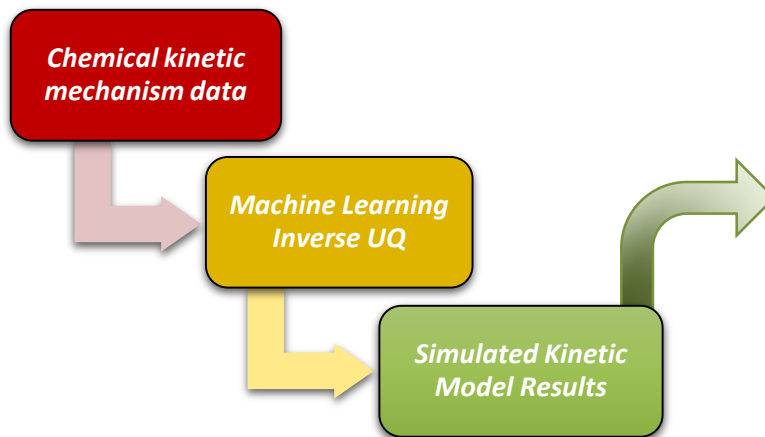 Chemical kinetic
mechanism data
Machine Learning
Inverse UQ
Simulated Kinetic
Model Results